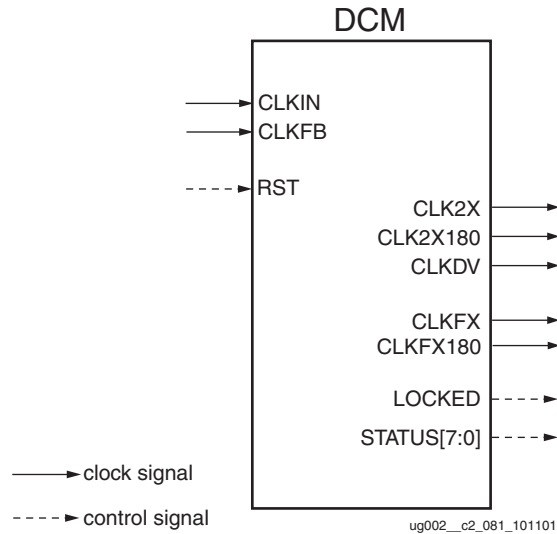 DCM
CLKIN
CLKFB
RST
CLK2X
CLK2X180
CLKDV
CLKFX
CLKFX180
LOCKED
STATUS[7:0]
clock signal
control signal
ug002__c2_081_101101